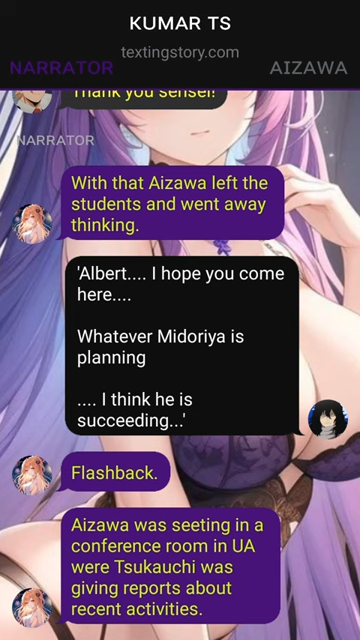 KUMAR TS
textingstory.com
NARRATOR
AIZAWA
Thank you sensei!
NARRATOR
With that Aizawa left the
students and went away
thinking.
'Albert.... I hope you come
here....
Whatever Midoriya is
planning
.... I think he is
succeeding...'
Flashback.
Aizawa was seeting in a
conference room in UA
were Tsukauchi was
giving reports about
recent activities.